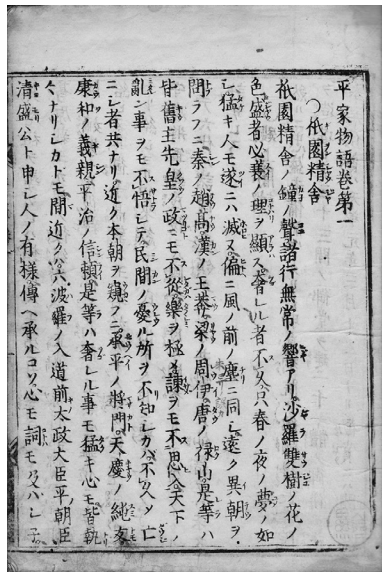 平家物語卷第一
〇祇園精舎
祇園精舎ノ鐘ノ聲諸行無常ノ響アリ沙羅雙樹ノ花ノ
色盛者必衰ノ理ヲ顯ス奢レル者不久只春ノ夜ノ夢ノ如
シ猛キ人モ遂ニハ滅ヌ偏ニ風ノ前ノ塵ニ同シ遠ク異朝ヲ
問ラフニ秦ノ趙高漢ノ王莽梁ノ周伊唐ノ禄山是等ハ
皆舊主先皇ノ政ニモ不從樂ヲ極メ諫ヲモ不思入天下ノ
亂ン事ヲモ不悟シテ民間ノ憂ル所ヲ不知シカハ不久シテ亡
ニシ者共ナリ近ク本朝ヲ窺フニ承平ノ將門天慶ノ純友
康和ノ義親平治ノ信頼是等ハ奢レル事モ猛キ心モ皆執
々ナリシカトモ間近クハ六波羅ノ入道前太政大臣平ノ朝臣
清盛公ト申シ人ノ有様傳ヘ承ルコソ心モ詞モ及ハレ子